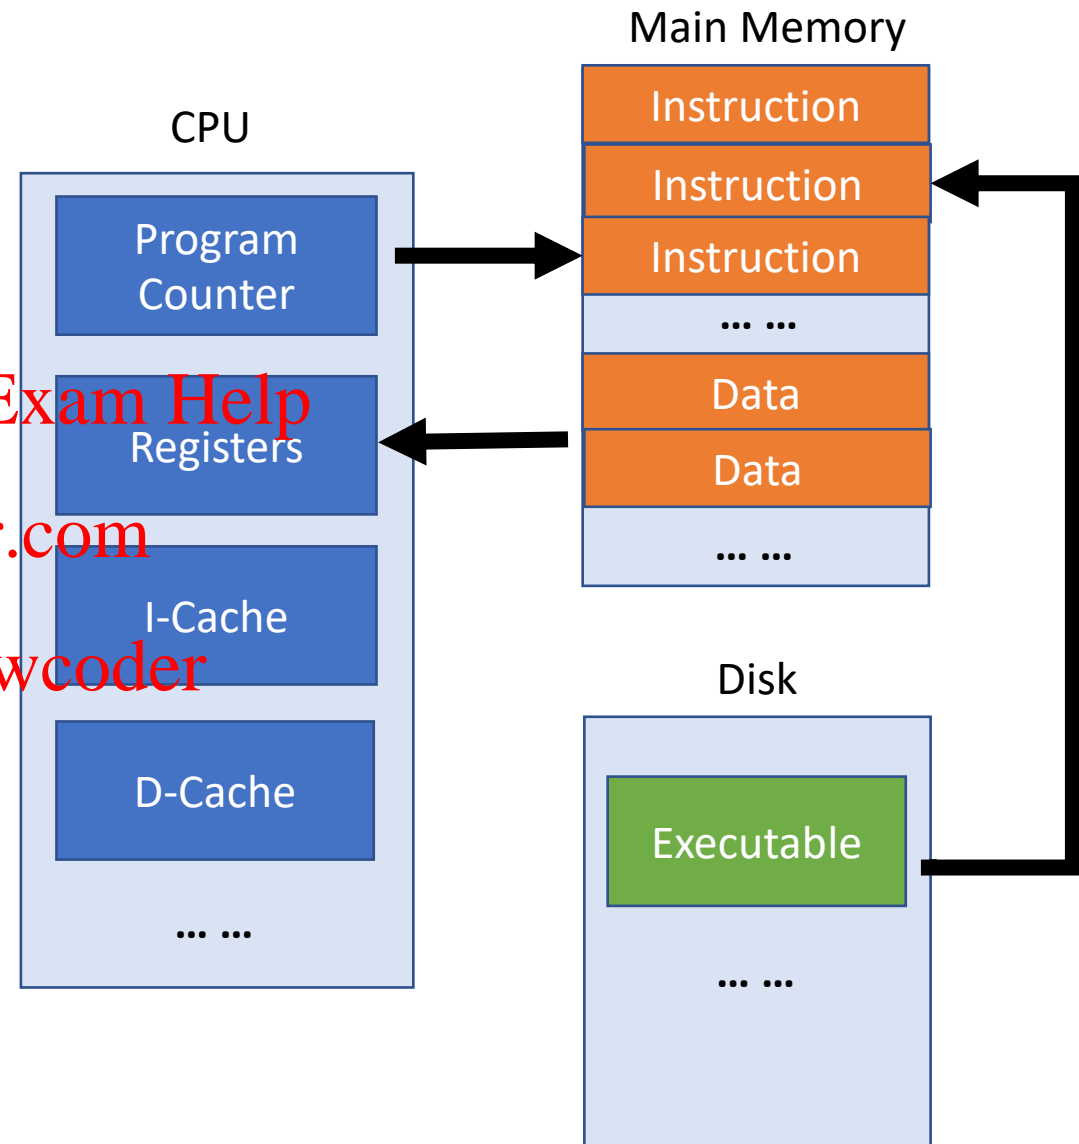 Main Memory
Instruction
Instruction
Instruction
... ...
Data
Data
... ...
CPU
Program
Counter
Registers
I-Cache
D-Cache
... ...
Exam Help
r.com
wcoder
Disk
Executable
... ...